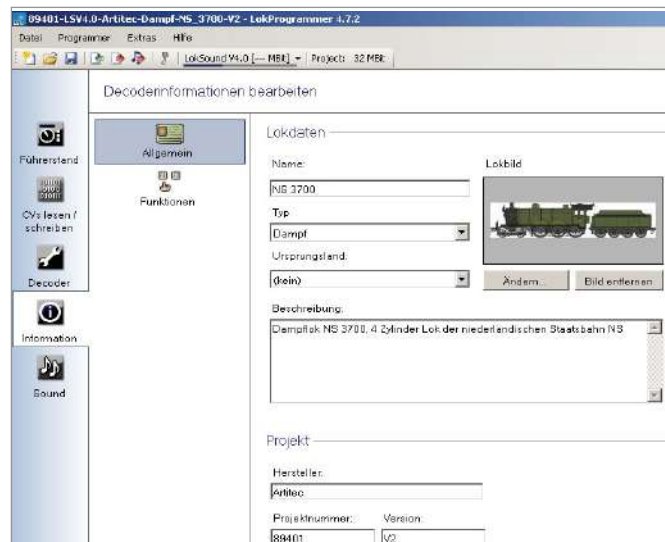 89401-LSV4.0-Artitec-Dampf-NS_3700-V2 - LokProgrammer 4.7.2
Datei Programmer Extras Hilfe
LokSound V4.0 [--- MBit] Project: 32 MBit
Decoderinformationen bearbeiten
Führerstand
CVs lesen /
schreiben
Decoder
Information
Sound
Allgemein
Funktionen
Lokdaten
Name:
NS 3700
Typ
Dampf
Ursprungsland:
(kein)
Lokbild
Ändern...
Bild entfernen
Beschreibung:
Dampflok NS 3700, 4 Zylinder Lok der niederländischen Staatsbahn NS
Projekt
Hersteller:
Artitec
Projektnummer:
Version:
89401
V2